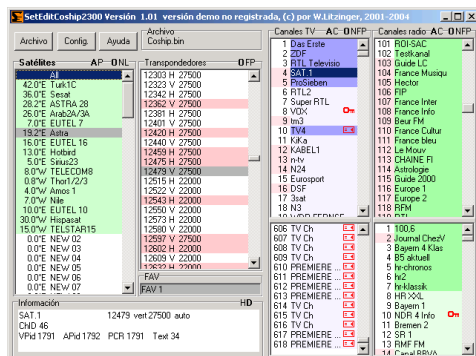 SetEditCoship2300 Versión 1.01 versión demo no registrada, (c) por W.Litzinger, 2001-2004
Archivo
Config.
Ayuda
Archivo
Coship.bin
Satélites AP ONL
All
42.0°E Turk1C
36.0°E Sesat
28.2°E ASTRA 28
26.0°E Arab2A/3A
7.0°E EUTEL 7
19.2°E Astra
16.0°E EUTEL 16
13.0°E Hotbird
5.0°E Sirius23
8.0°W TELECOM8
0.8°W Thor1/2/3
4.0°W Amos 1
7.0°W Nile
10.0°E EUTEL 10
30.0°W Hispasat
15.0°W TELSTAR15
0.0°E NEW 02
0.0°E NEW 03
0.0°E NEW 04
0.0°E NEW 05
0.0°E NEW 06
0.0°E NEW 07
Transpondedores OFP
12303 H 27500
12323 V 27500
12342 H 27500
12362 V 27500
12381 H 27500
12401 V 27500
12420 H 27500
12440 V 27500
12459 H 27500
12475 H 27500
12479 V 27500
12515 H 22000
12522 V 22000
12543 H 22000
12550 V 22000
12573 H 22000
12580 V 22000
12597 V 27500
12602 H 22000
12609 V 22000
12632 H 22000
FAV
FAV 1
Información HD
SAT.1 12479 vert 27500 auto
ChID 46
VPid 1791 APid 1792 PCR 1791 Text 34
Canales TV AC ONFP
1 Das Erste
2 ZDF
3 RTL Televisio
4 SAT.1
5 ProSieben
6 RTL2
7 Super RTL
8 VOX
9 tm3
10 TV4
11 KiKa
12 KABEL1
13 n-tv
14 N24
15 Eurosport
16 DSF
17 3sat
18 N3
606 TV Ch
607 TV Ch
608 TV Ch
609 TV Ch
610 PREMIERE ...
611 PREMIERE ...
612 PREMIERE ...
613 PREMIERE ...
614 TV Ch
615 TV Ch
616 TV Ch
617 PREMIERE ...
618 PREMIERE ...
Canales radio AC ONFP
101 ROI-SAC
102 Testkanal
103 Guide LC
104 France Musiqu
105 Hector
106 FIP
107 France Inter
108 France Info
109 Beur FM
110 France Cultur
111 France bleu
112 Le Mouv
113 CHAINE FI
114 Astrologie
115 Guide 2000
116 Europe 1
117 Europe 2
118 RFM
119 RTL
1 100,6
2 Journal ChezV
3 Bayern 4 Klas
4 B5 aktuell
5 hr-chronos
6 hr2
7 hr-klassik
8 HR XXL
9 Bayern 1
10 NDR 4 Info
11 Bremen 2
12 SR 1
13 RMF FM
14 Canal BBVA